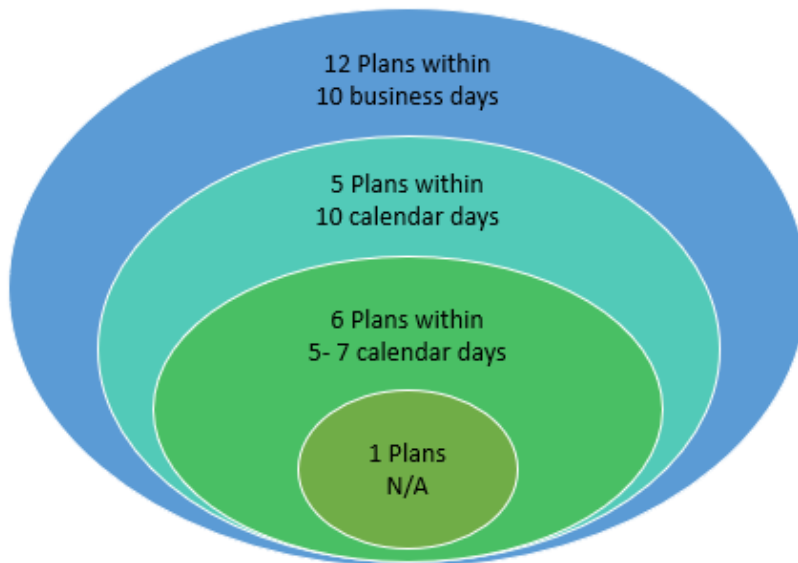 12 Plans within
10 business days
5 Plans within
10 calendar days
6 Plans within
5- 7 calendar days
1 Plans
N/A